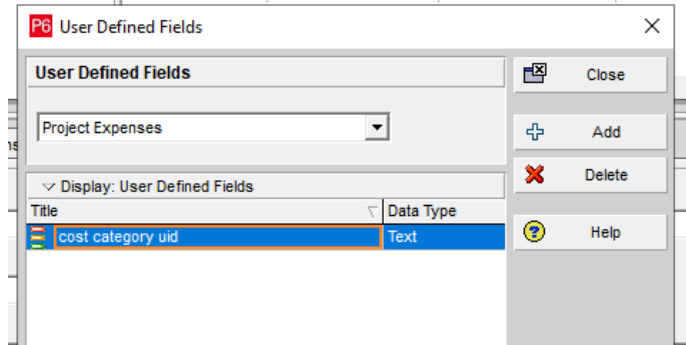 P6 User Defined Fields
User Defined Fields
Close
Project Expenses
Add
Display: User Defined Fields
Delete
Title Data Type
cost category uid Text
? Help